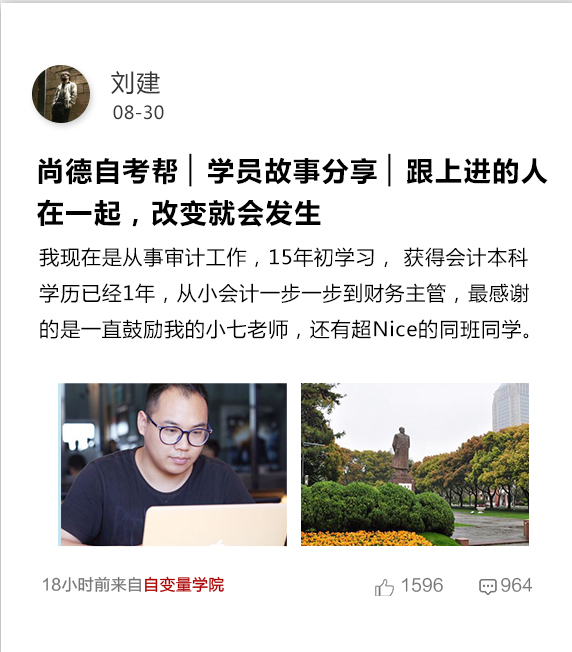 刘建
08-30
尚德自考帮│学员故事分享│跟上进的人
在一起，改变就会发生
我现在是从事审计工作，15年初学习， 获得会计本科
学历已经1年，从小会计一步一步到财务主管，最感谢
的是一直鼓励我的小七老师，还有超Nice的同班同学。
18小时前来自自变量学院
1596
964